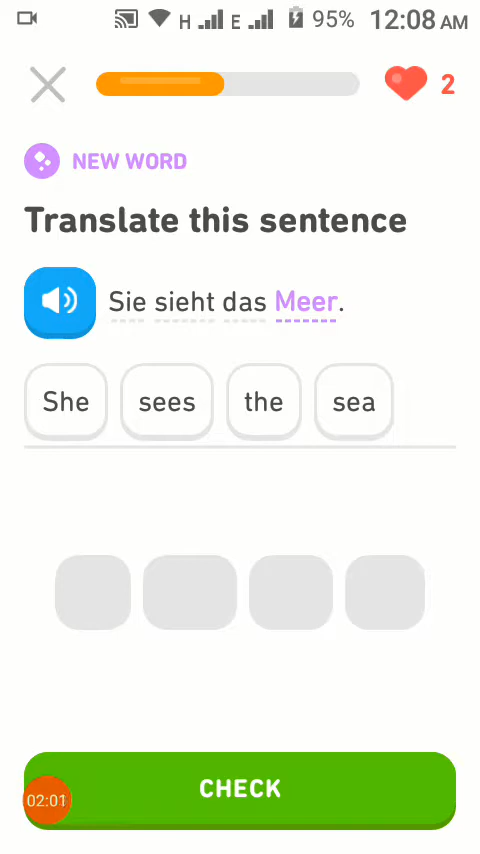 H E 95% 12:08 AM
2
NEW WORD
Translate this sentence
Sie sieht das Meer.
She sees the sea
CHECK
02:01